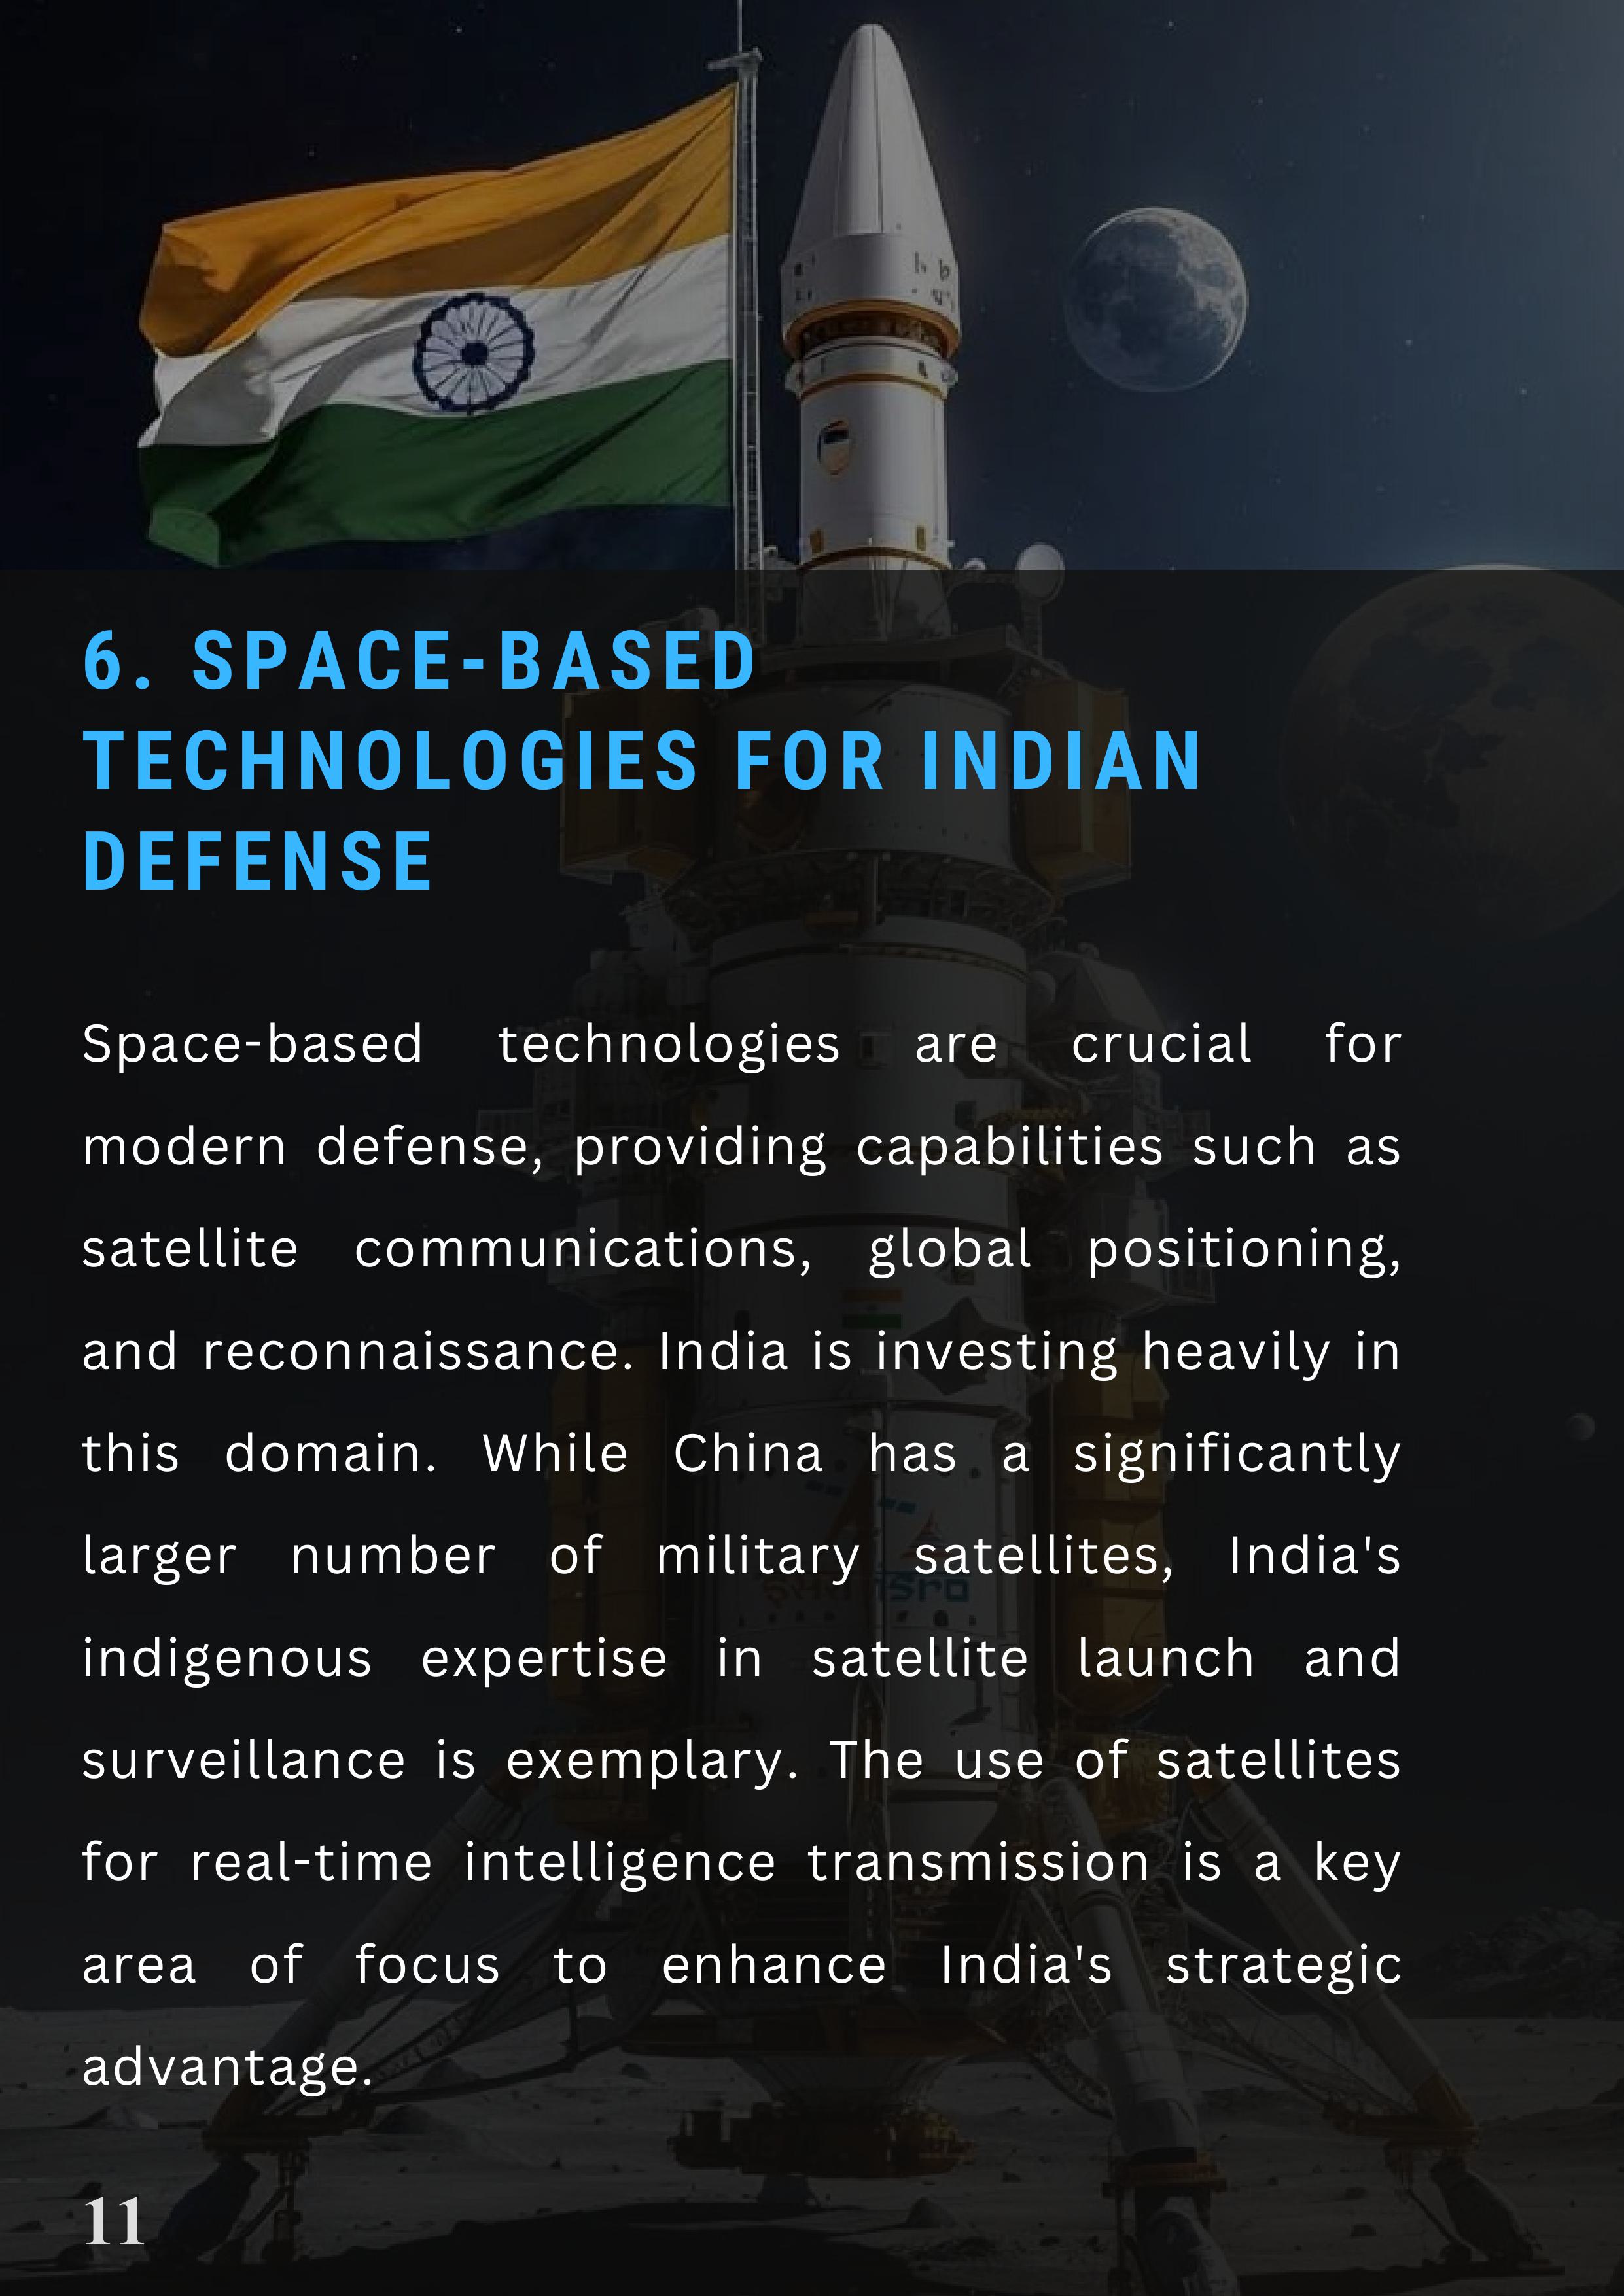 6. SPACE-BASED
TECHNOLOGIES FOR INDIAN
DEFENSE
Space-based technologies are crucial for
modern defense, providing capabilities such as
satellite communications, global positioning,
and reconnaissance. India is investing heavily in
this domain. While China has a significantly
larger number of military satellites, India's
indigenous expertise in satellite launch and
surveillance is exemplary. The use of satellites
for real-time intelligence transmission is a key
area of focus to enhance India's strategic
advantage.
11